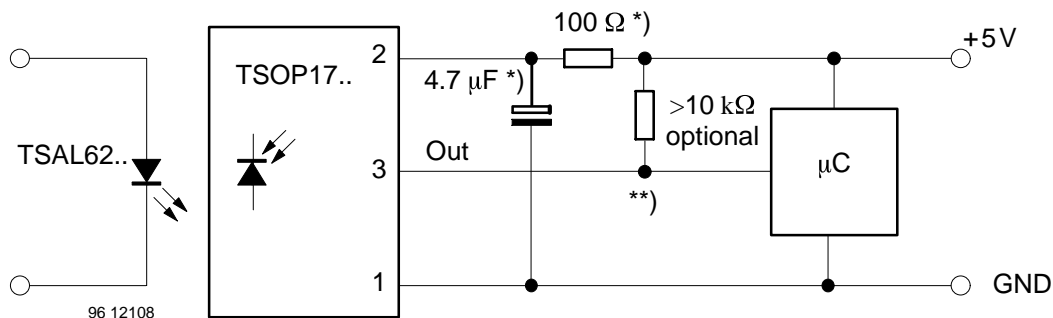 100 Ω *)
+5V
2
TSOP17..
4.7 μF *)
>10 kΩ
optional
TSAL62..
Out
3
μC
**)
1
GND
96 12108